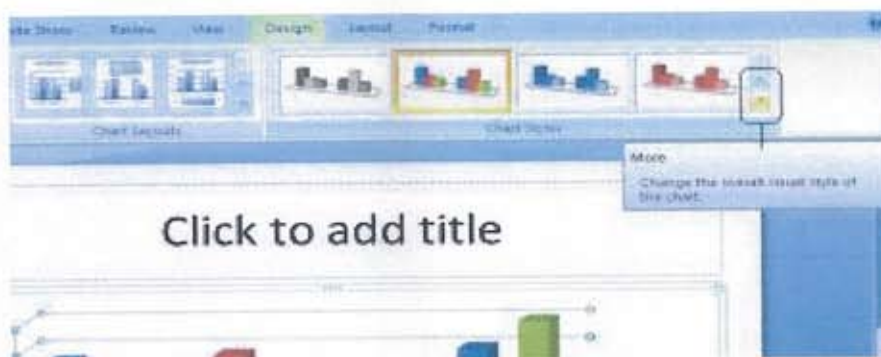 Review View Design Layout Format
Chart Layouts Chart Styles
More
Change the overall visual style of
the chart.
Click to add title